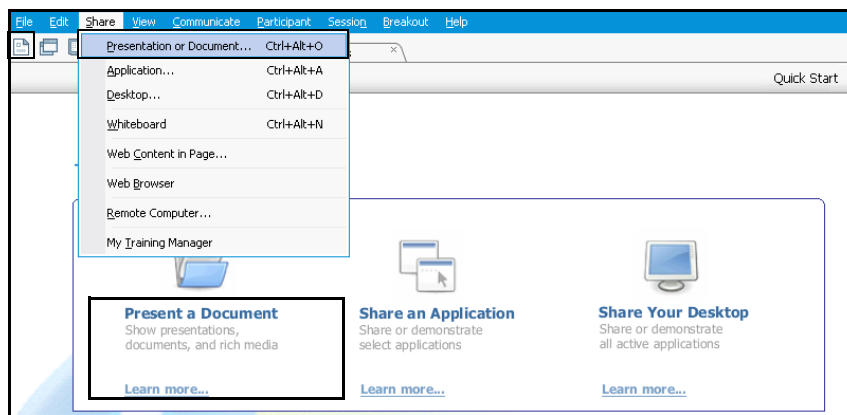 File Edit Share View Communicate Participant Session Breakout Help
Presentation or Document... Ctrl+Alt+O
Application... Ctrl+Alt+A
Desktop... Ctrl+Alt+D
Whiteboard Ctrl+Alt+N
Web Content in Page...
Web Browser
Remote Computer...
My Training Manager
Quick Start
Present a Document
Show presentations,
documents, and rich media
Learn more...
Share an Application
Share or demonstrate
select applications
Learn more...
Share Your Desktop
Share or demonstrate
all active applications
Learn more...